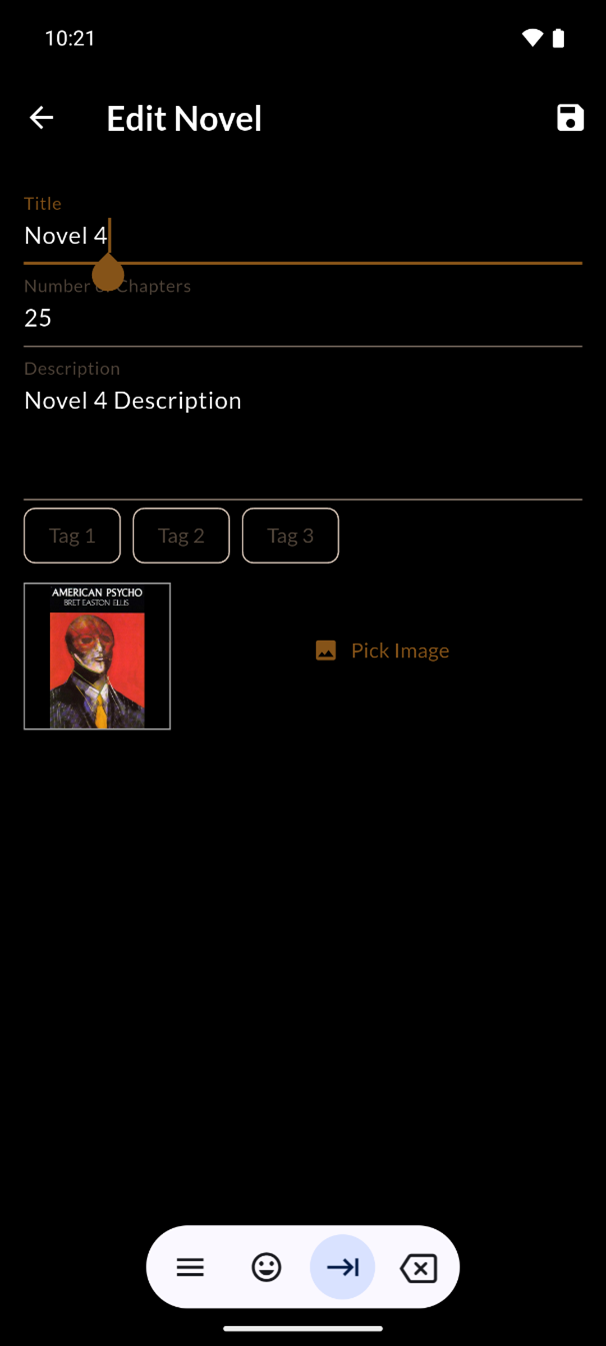 10:21
Edit Novel
Title
Novel 4
Number of Chapters
25
Description
Novel 4 Description
Tag 1 Tag 2 Tag 3
AMERICAN PSYCHO
BRET EASTON ELLIS
Pick Image